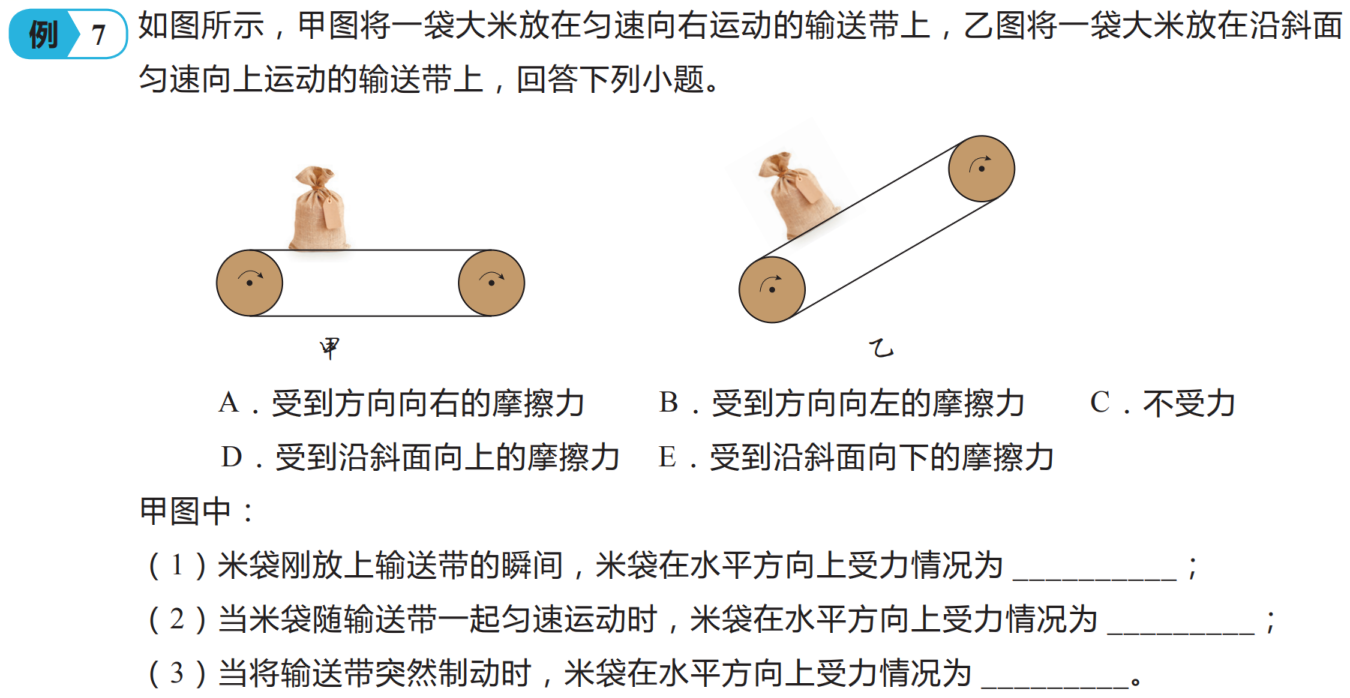 例 7 如图所示，甲图将一袋大米放在匀速向右运动的输送带上，乙图将一袋大米放在沿斜面
匀速向上运动的输送带上，回答下列小题。
甲
乙
A．受到方向向右的摩擦力 B．受到方向向左的摩擦力 C．不受力
D．受到沿斜面向上的摩擦力 E．受到沿斜面向下的摩擦力
甲图中：
（1）米袋刚放上输送带的瞬间，米袋在水平方向上受力情况为 __________；
（2）当米袋随输送带一起匀速运动时，米袋在水平方向上受力情况为 _________；
（3）当将输送带突然制动时，米袋在水平方向上受力情况为 _________。